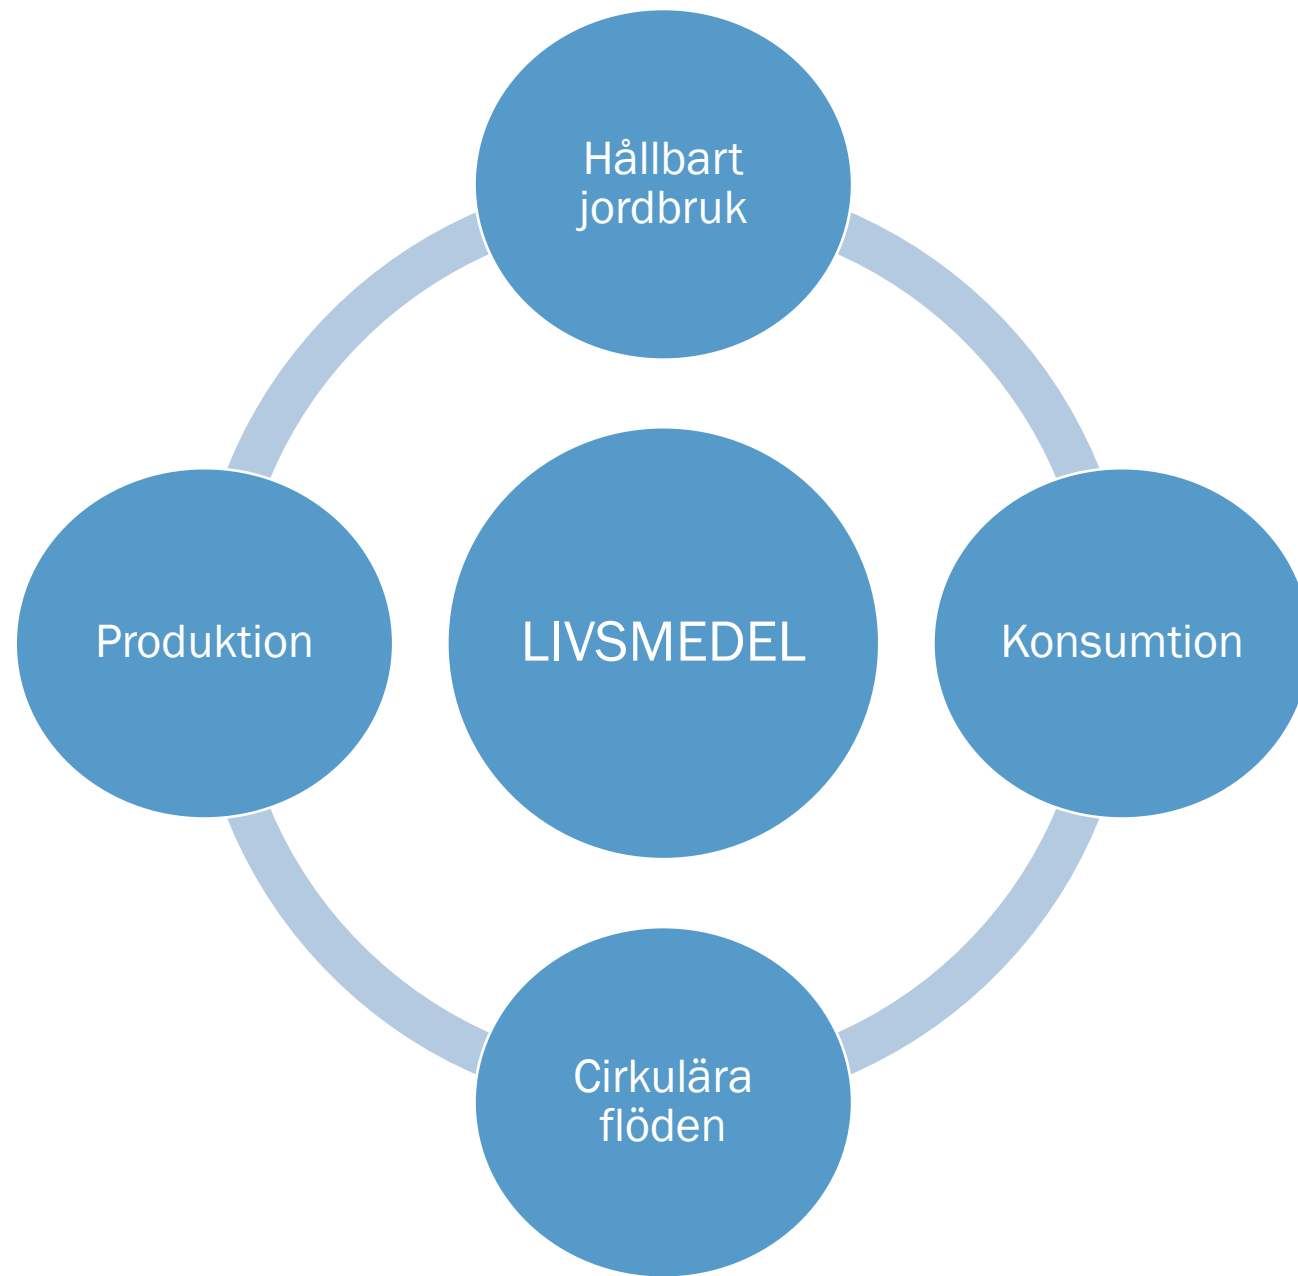 Hållbart
jordbruk
Produktion
LIVSMEDEL
Konsumtion
Cirkulära
flöden